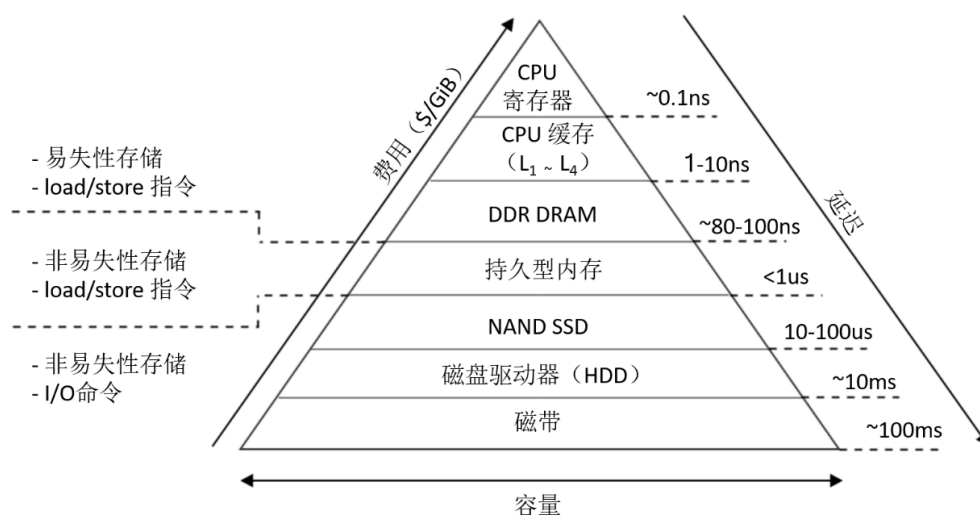 CPU
寄存器
~0.1ns
CPU 缓存
（L₁ ~ L₄）
1-10ns
DDR DRAM
~80-100ns
持久型内存
<1us
NAND SSD
10-100us
磁盘驱动器（HDD）
~10ms
磁带
~100ms
费用（$/GiB）
延迟
容量
- 易失性存储
- load/store 指令
- 非易失性存储
- load/store 指令
- 非易失性存储
- I/O命令